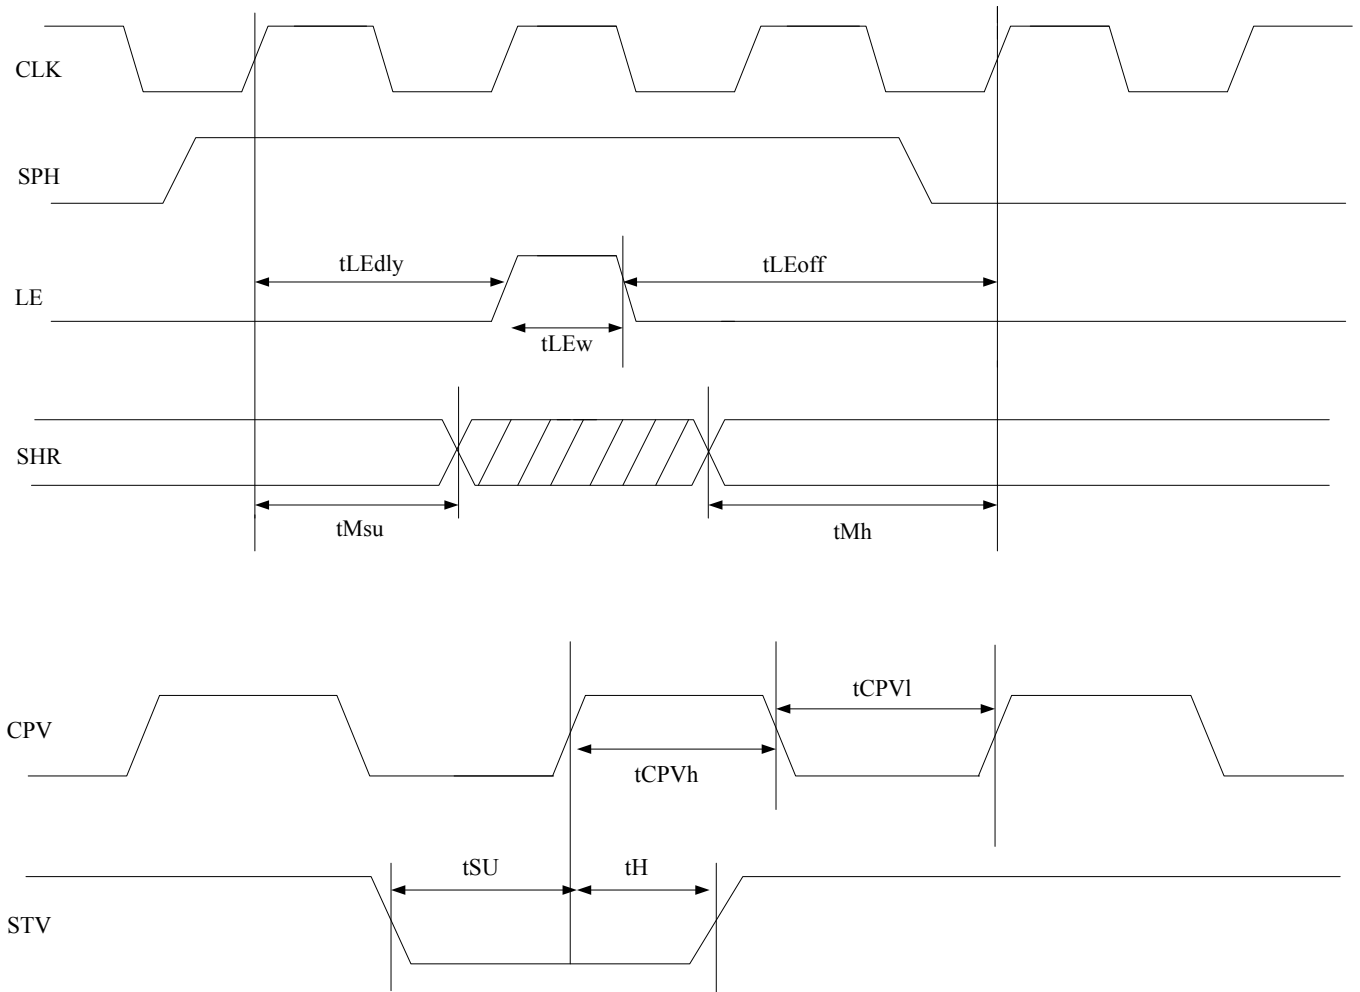 CLK
SPH
tLEdly
tLEoff
LE
tLEw
SHR
tMsu
tMh
tCPVl
CPV
tCPVh
tSU
tH
STV